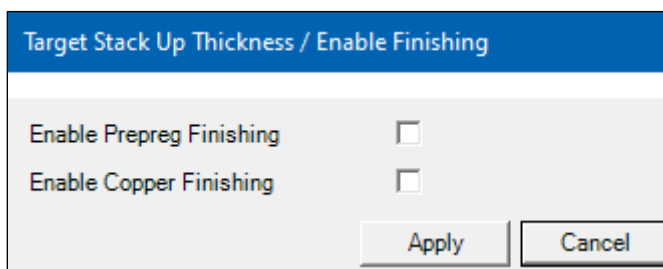 Target Stack Up Thickness / Enable Finishing
Enable Prepreg Finishing
Enable Copper Finishing
Apply Cancel